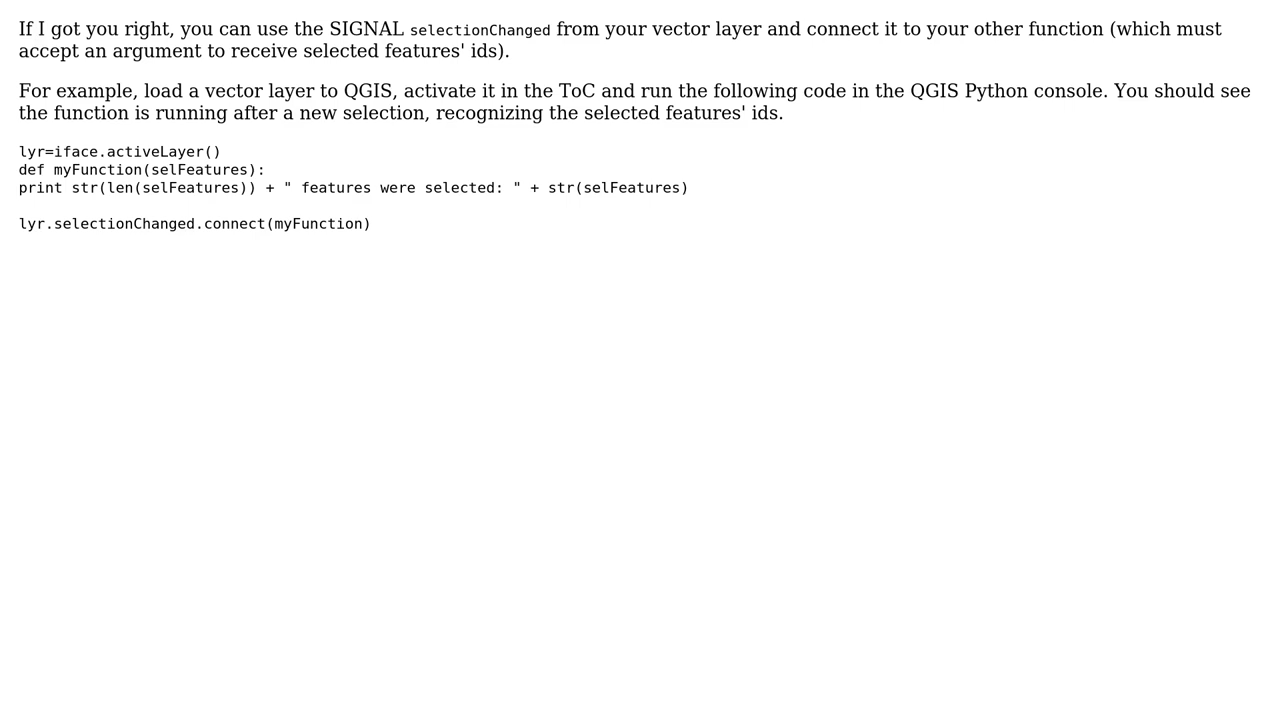 If I got you right, you can use the SIGNAL selectionChanged from your vector layer and connect it to your other function (which must
accept an argument to receive selected features' ids).
For example, load a vector layer to QGIS, activate it in the ToC and run the following code in the QGIS Python console. You should see
the function is running after a new selection, recognizing the selected features' ids.
lyr=iface.activeLayer()
def myFunction(selFeatures):
print str(len(selFeatures)) + " features were selected: " + str(selFeatures)
lyr.selectionChanged.connect(myFunction)